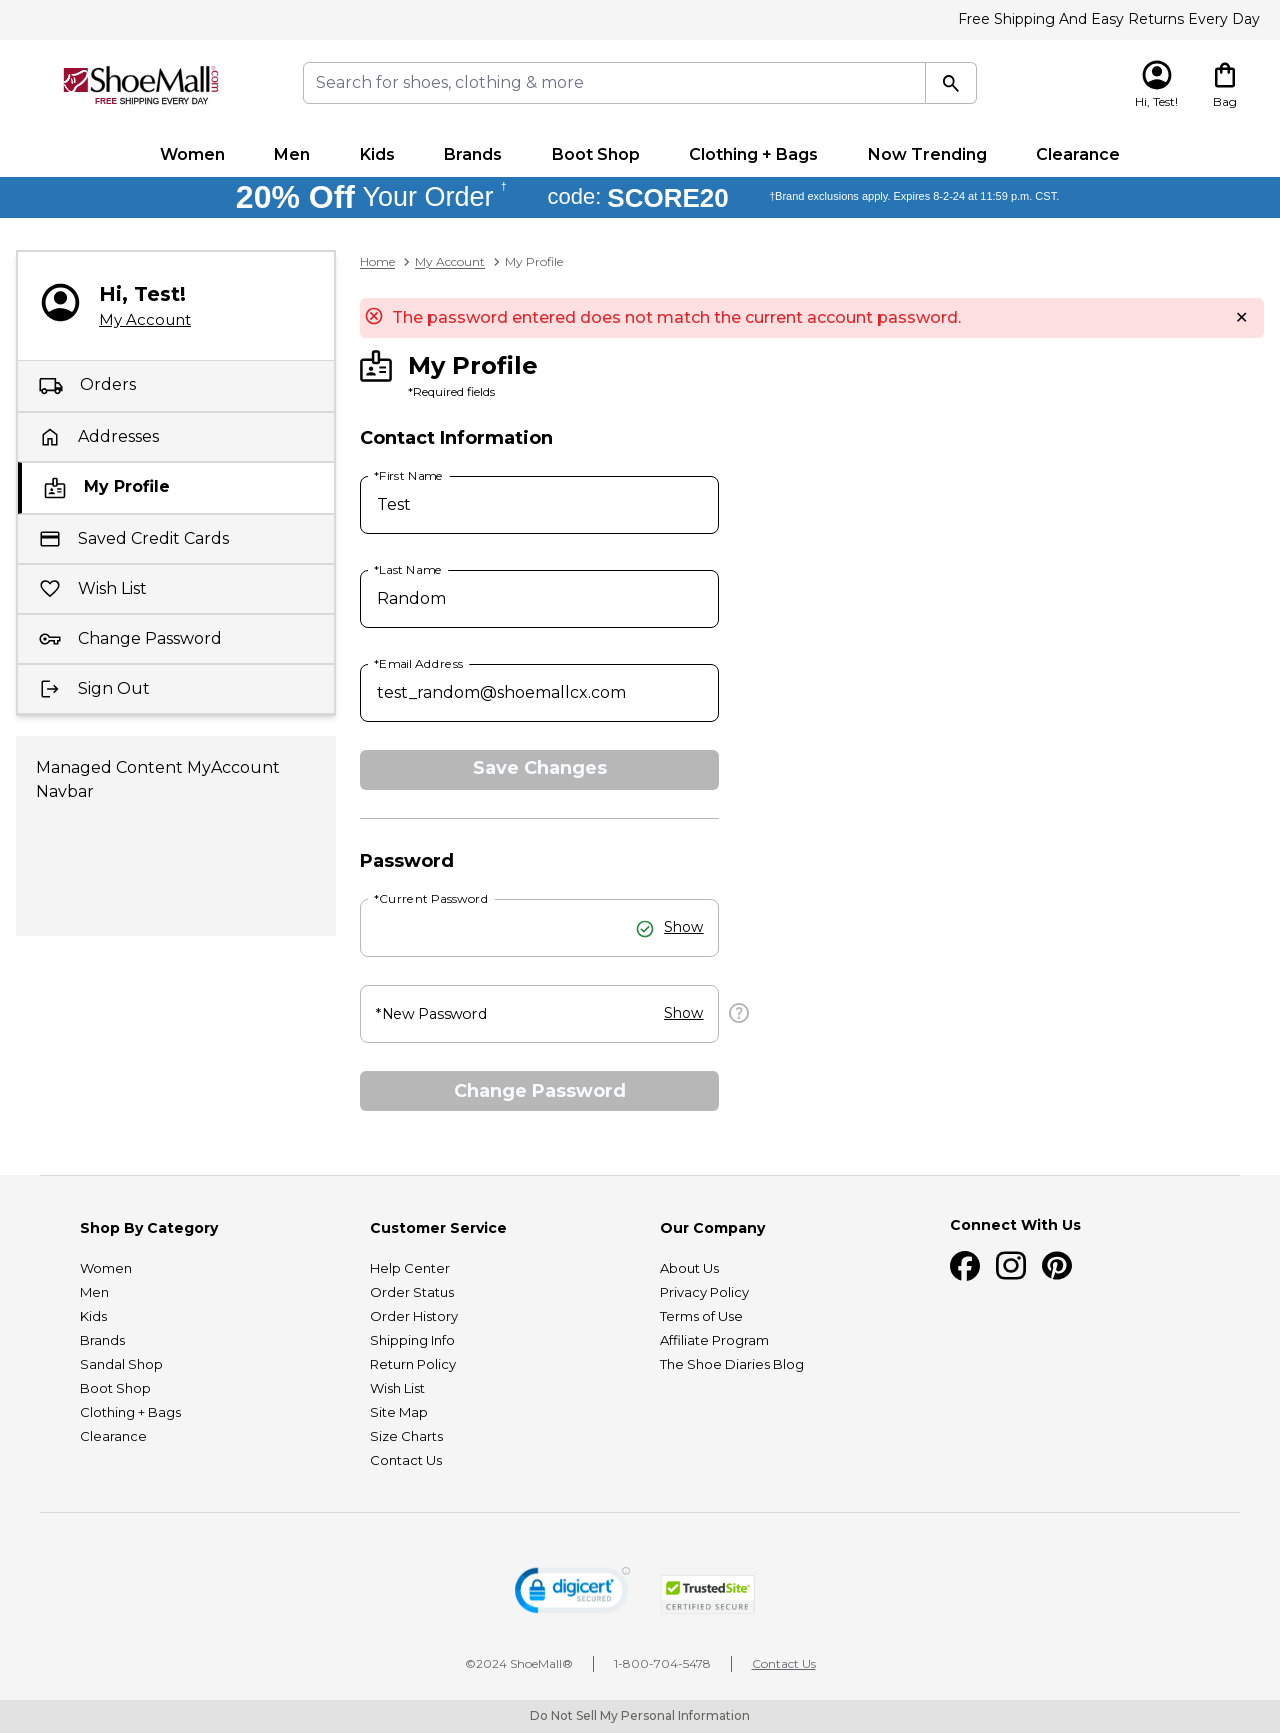 Free Shipping And Easy Returns Every Day
ShoeMall.com
FREE SHIPPING EVERY DAY
Search for shoes, clothing & more
Hi, Test!
Bag
Women Men Kids Brands Boot Shop Clothing + Bags Now Trending Clearance
20% Off Your Order † code: SCORE20 †Brand exclusions apply. Expires 8-2-24 at 11:59 p.m. CST.
Hi, Test!
My Account
Orders
Addresses
My Profile
Saved Credit Cards
Wish List
Change Password
Sign Out
Managed Content MyAccount
Navbar
Home > My Account > My Profile
The password entered does not match the current account password.
My Profile
*Required fields
Contact Information
*First Name
Test
*Last Name
Random
*Email Address
test_random@shoemallcx.com
Save Changes
Password
*Current Password
Show
*New Password Show
Change Password
Shop By Category
Women
Men
Kids
Brands
Sandal Shop
Boot Shop
Clothing + Bags
Clearance
Customer Service
Help Center
Order Status
Order History
Shipping Info
Return Policy
Wish List
Site Map
Size Charts
Contact Us
Our Company
About Us
Privacy Policy
Terms of Use
Affiliate Program
The Shoe Diaries Blog
Connect With Us
digicert
SECURED
TrustedSite
CERTIFIED SECURE
©2024 ShoeMall® 1-800-704-5478 Contact Us
Do Not Sell My Personal Information